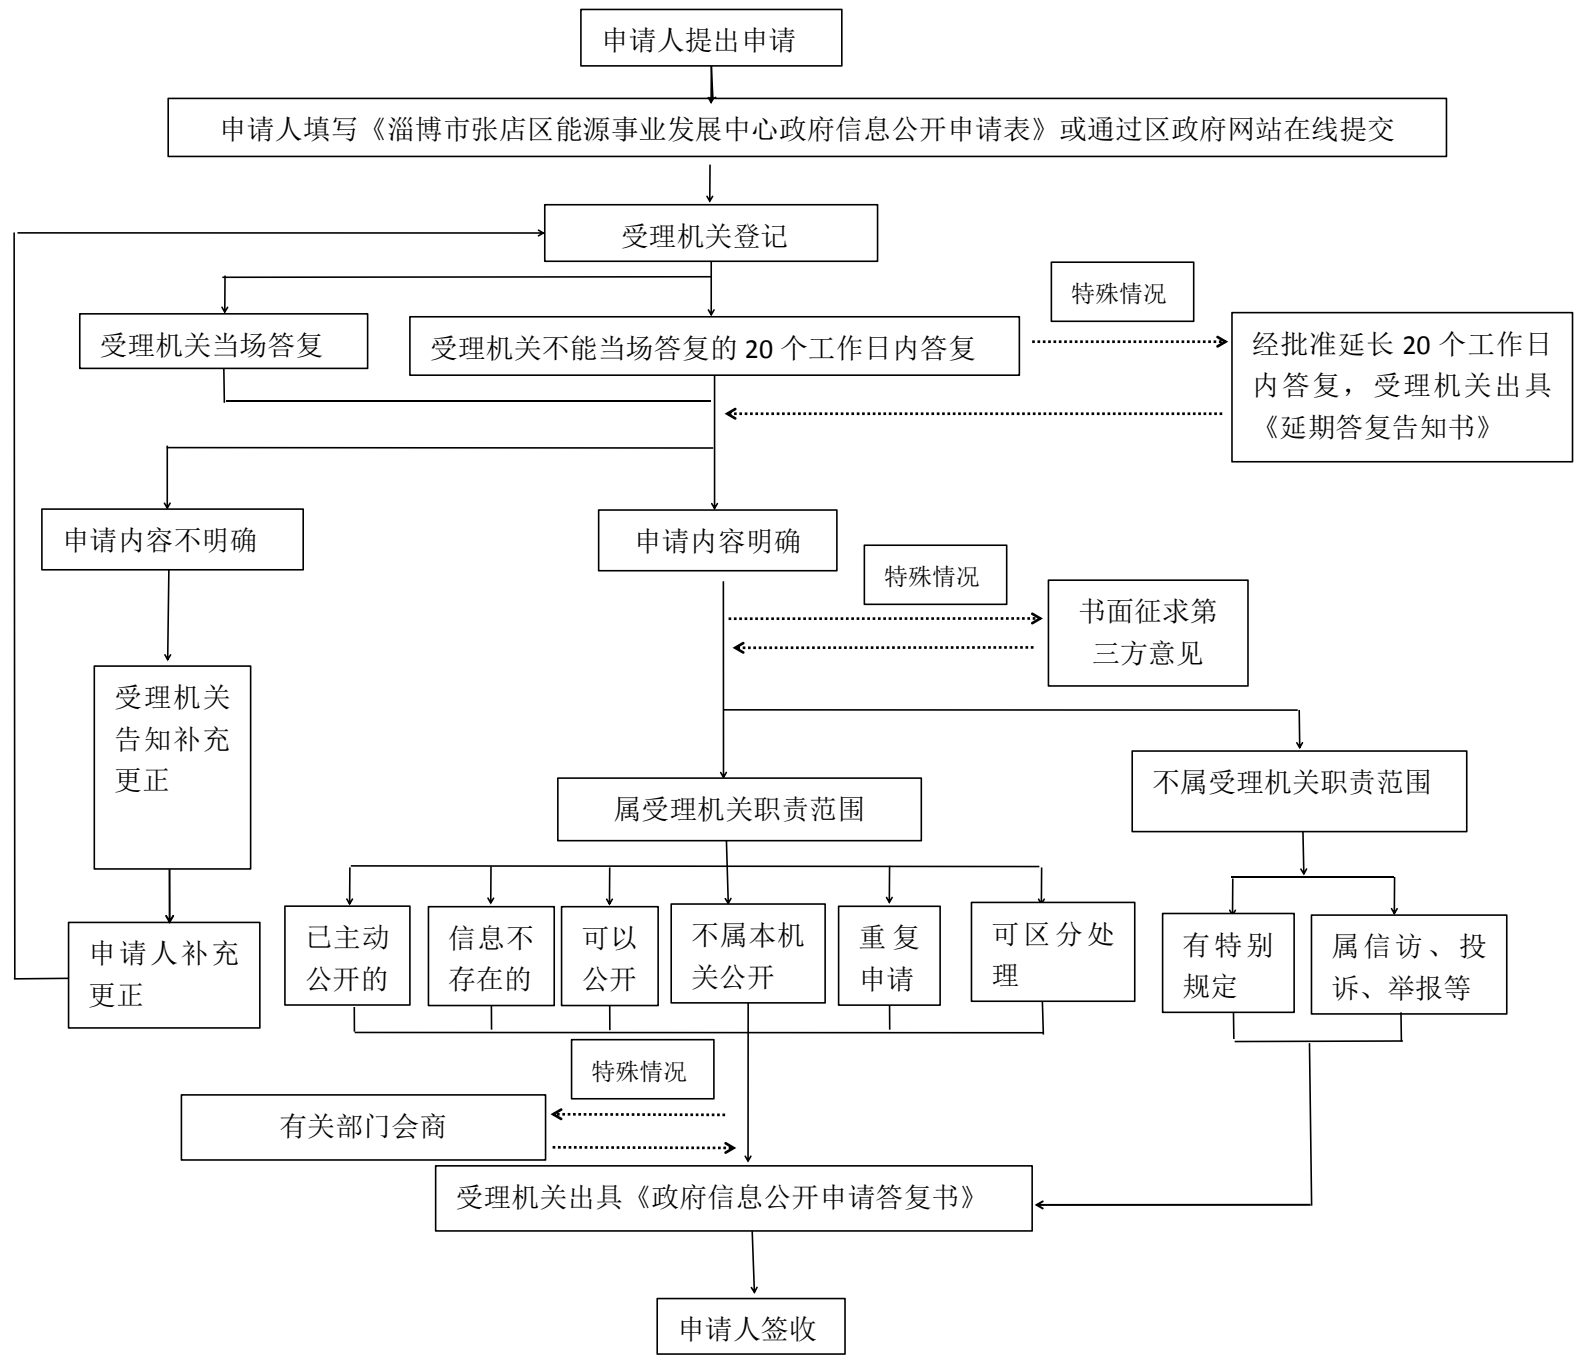 申请人提出申请
申请人填写《淄博市张店区能源事业发展中心政府信息公开申请表》或通过区政府网站在线提交
受理机关登记
特殊情况
受理机关当场答复
受理机关不能当场答复的 20 个工作日内答复
经批准延长 20 个工作日
内答复，受理机关出具
《延期答复告知书》
申请内容不明确
申请内容明确
特殊情况
书面征求第
三方意见
受理机关
告知补充
更正
属受理机关职责范围
不属受理机关职责范围
申请人补充
更正
已主动
公开的
信息不
存在的
可以
公开
不属本机
关公开
重复
申请
可区分处
理
有特别
规定
属信访、投
诉、举报等
特殊情况
有关部门会商
受理机关出具《政府信息公开申请答复书》
申请人签收